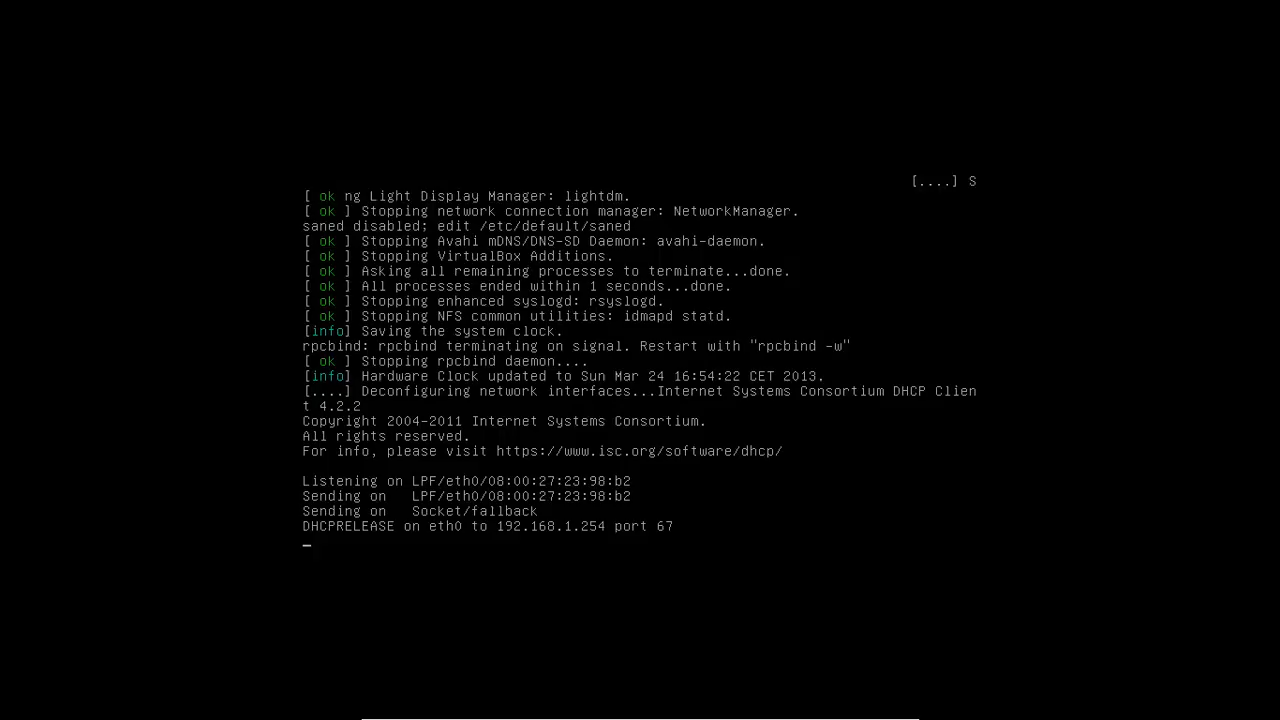 [....] S
[ ok ng Light Display Manager: lightdm.
[ ok ] Stopping network connection manager: NetworkManager.
saned disabled; edit /etc/default/saned
[ ok ] Stopping Avahi mDNS/DNS-SD Daemon: avahi-daemon.
[ ok ] Stopping VirtualBox Additions.
[ ok ] Asking all remaining processes to terminate...done.
[ ok ] All processes ended within 1 seconds...done.
[ ok ] Stopping enhanced syslogd: rsyslogd.
[ ok ] Stopping NFS common utilities: idmapd statd.
[info] Saving the system clock.
rpcbind: rpcbind terminating on signal. Restart with "rpcbind -w"
[ ok ] Stopping rpcbind daemon....
[info] Hardware Clock updated to Sun Mar 24 16:54:22 CET 2013.
[....] Deconfiguring network interfaces...Internet Systems Consortium DHCP Clien
t 4.2.2
Copyright 2004-2011 Internet Systems Consortium.
All rights reserved.
For info, please visit https://www.isc.org/software/dhcp/
Listening on LPF/eth0/08:00:27:23:98:b2
Sending on   LPF/eth0/08:00:27:23:98:b2
Sending on   Socket/fallback
DHCPRELEASE on eth0 to 192.168.1.254 port 67